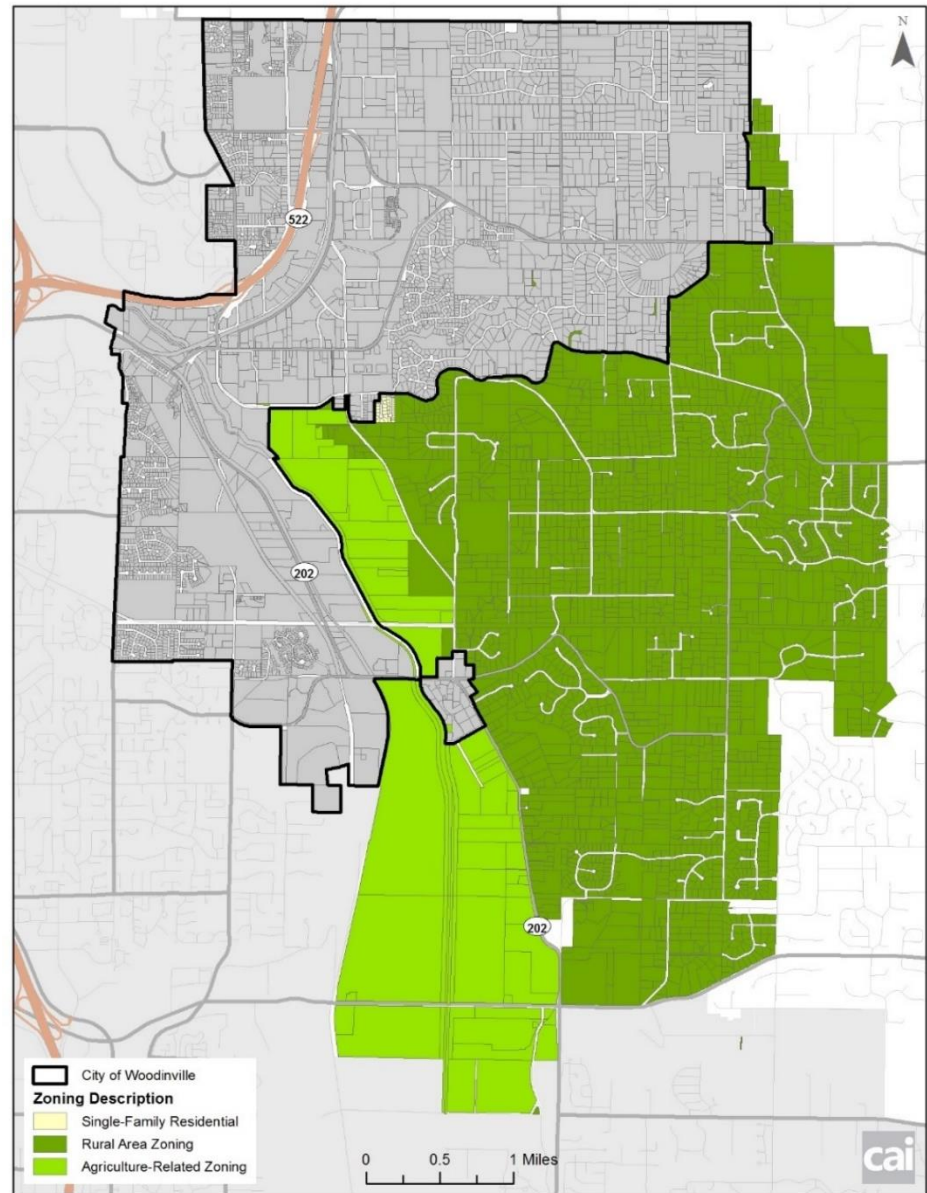 N
522
202
202
City of Woodinville
Zoning Description
Single-Family Residential
Rural Area Zoning
Agriculture-Related Zoning
0 0.5 1 Miles
cai